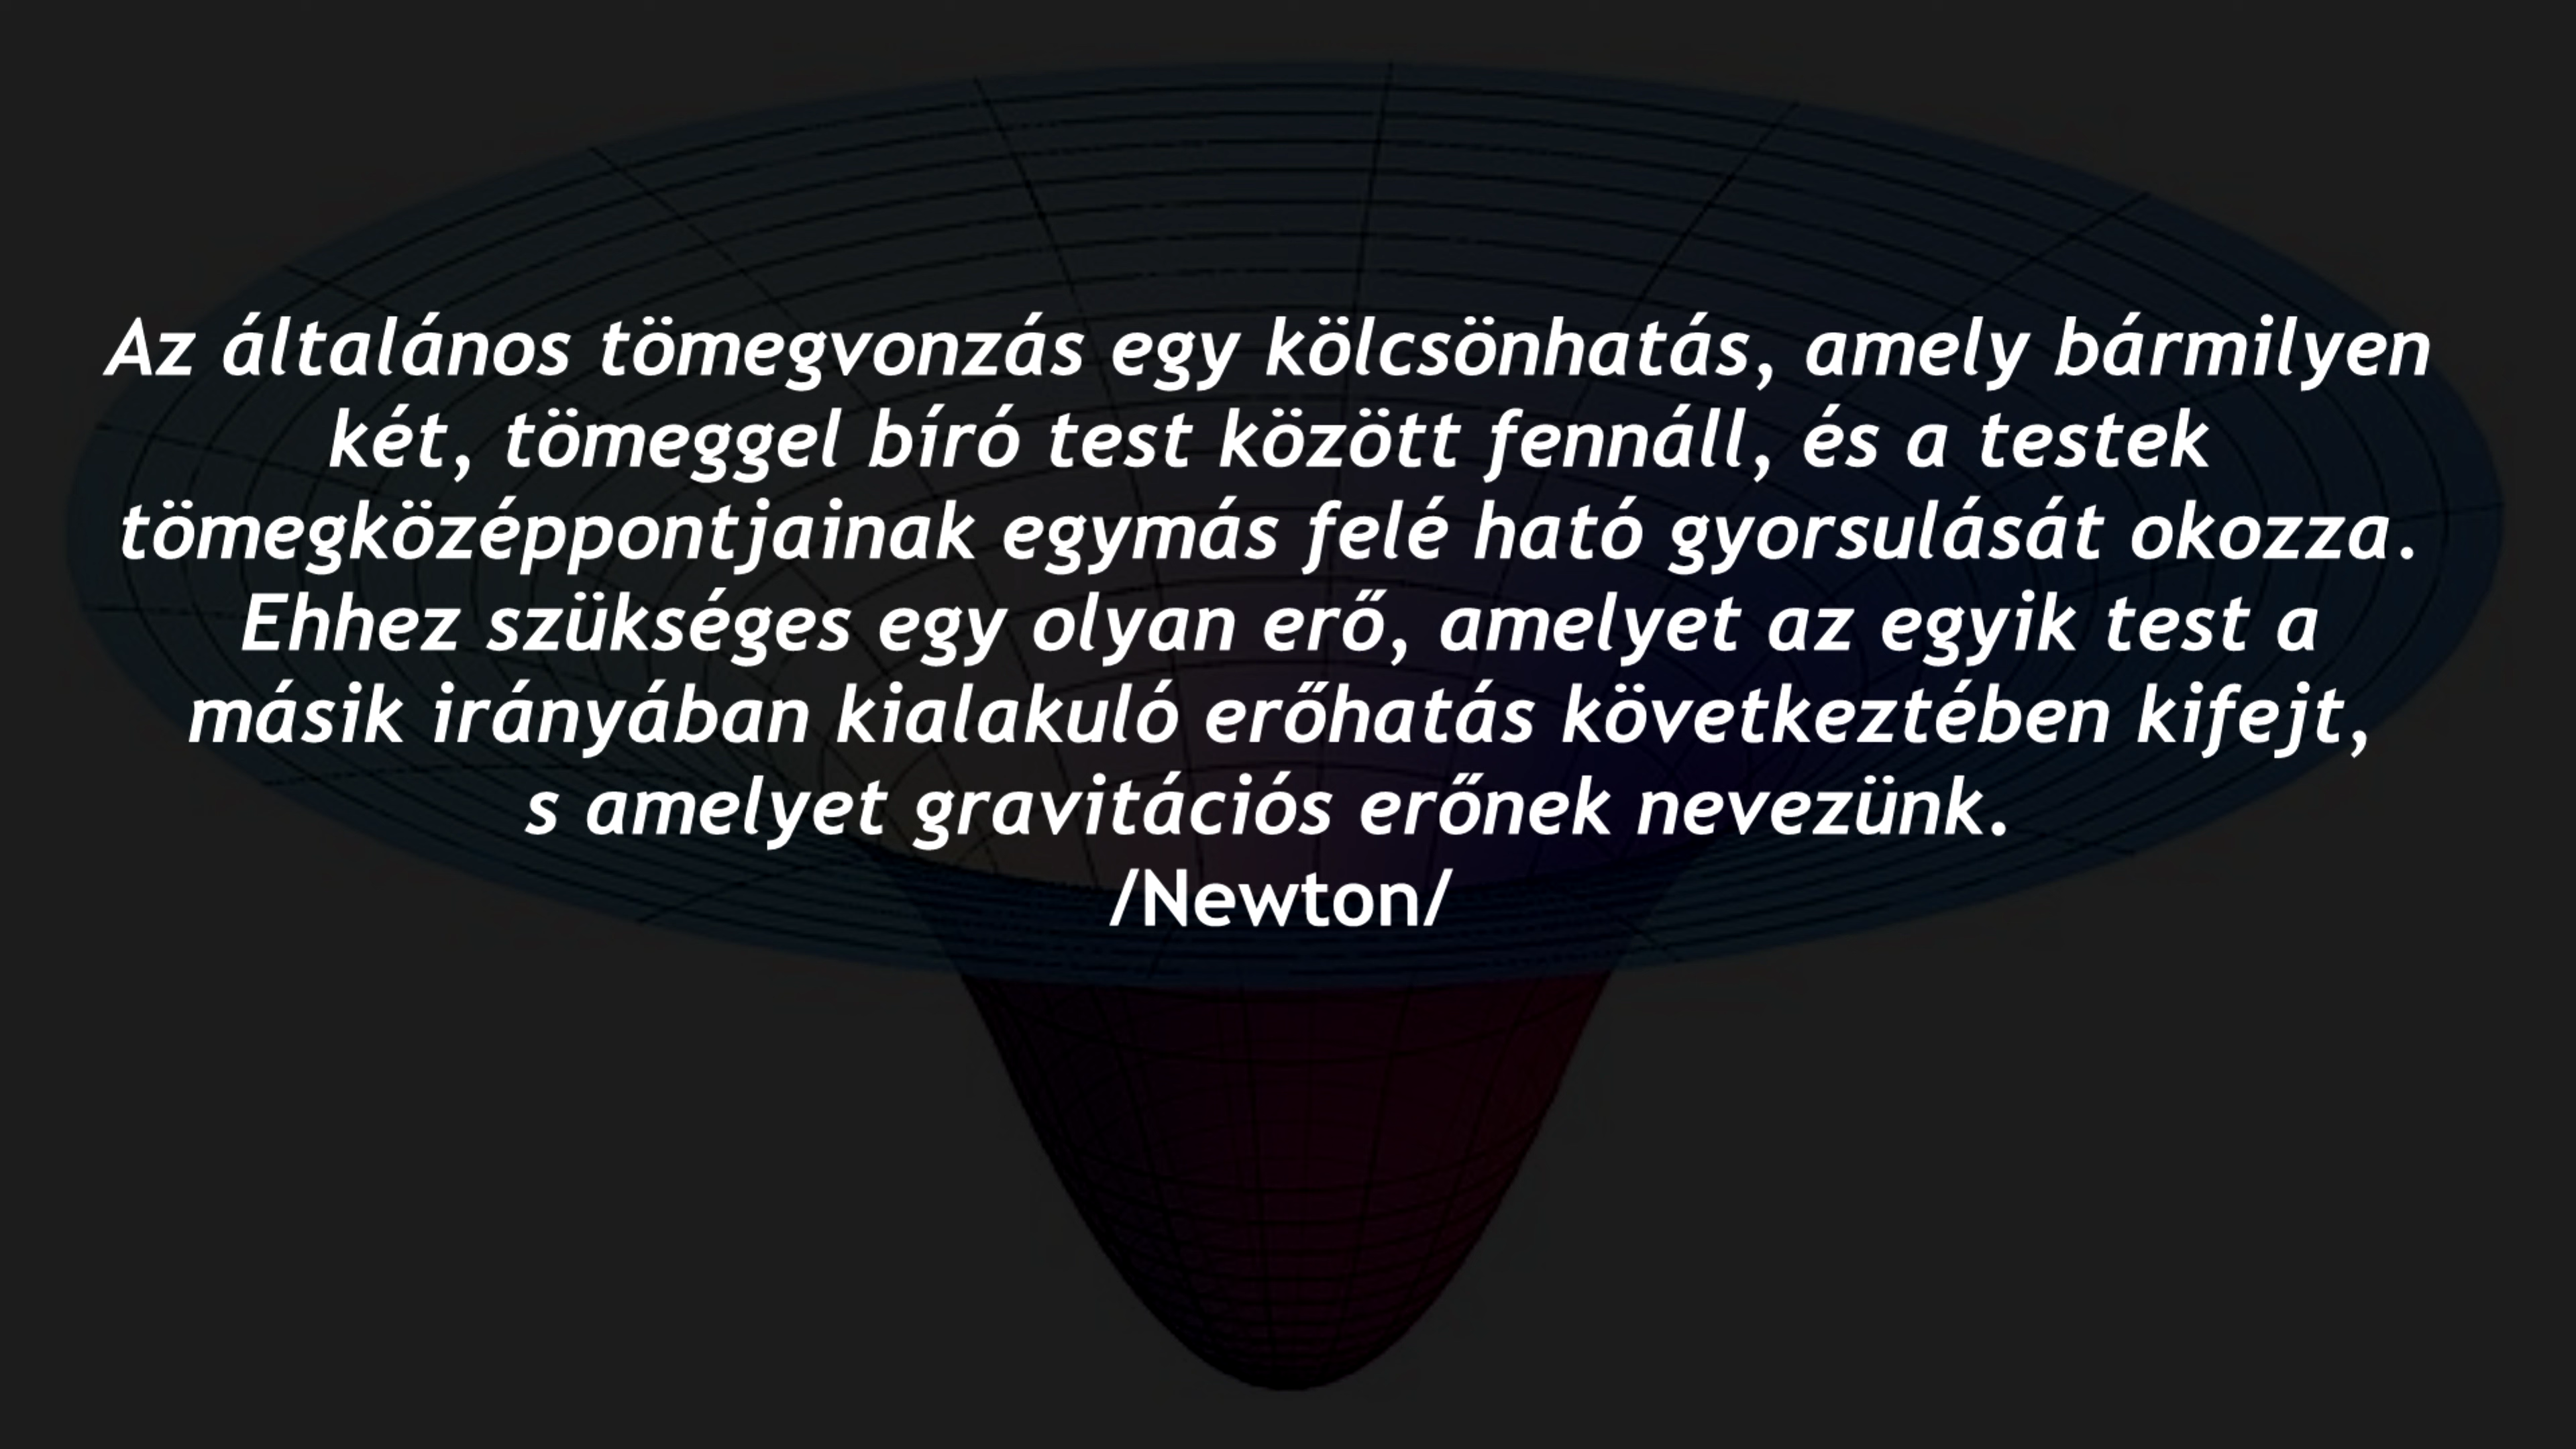 Az általános tömegvonzás egy kölcsönhatás, amely bármilyen
két, tömeggel bíró test között fennáll, és a testek
tömegközéppontjainak egymás felé ható gyorsulását okozza.
Ehhez szükséges egy olyan erő, amelyet az egyik test a
másik irányában kialakuló erőhatás következtében kifejt,
s amelyet gravitációs erőnek nevezünk.
/Newton/